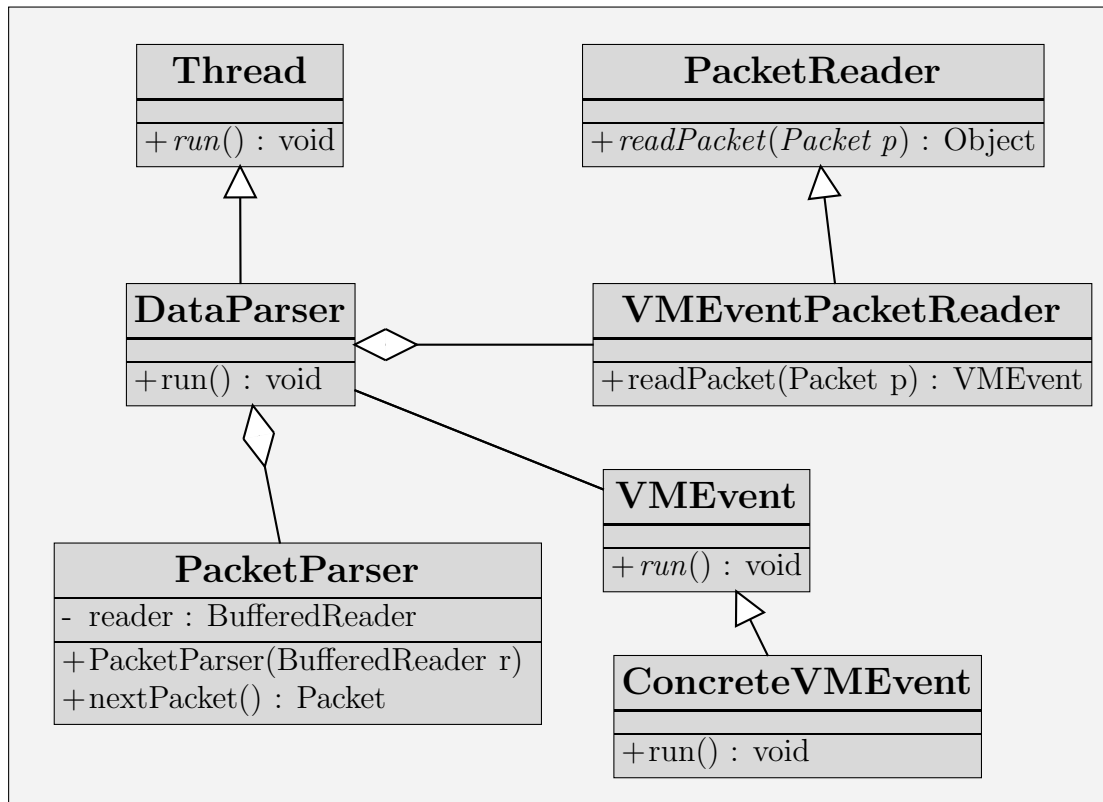 Thread
+ run() : void
PacketReader
+ readPacket(Packet p) : Object
DataParser
+ run() : void
VMEventPacketReader
+ readPacket(Packet p) : VMEvent
VMEvent
+ run() : void
PacketParser
- reader : BufferedReader
+ PacketParser(BufferedReader r)
+ nextPacket() : Packet
ConcreteVMEvent
+ run() : void